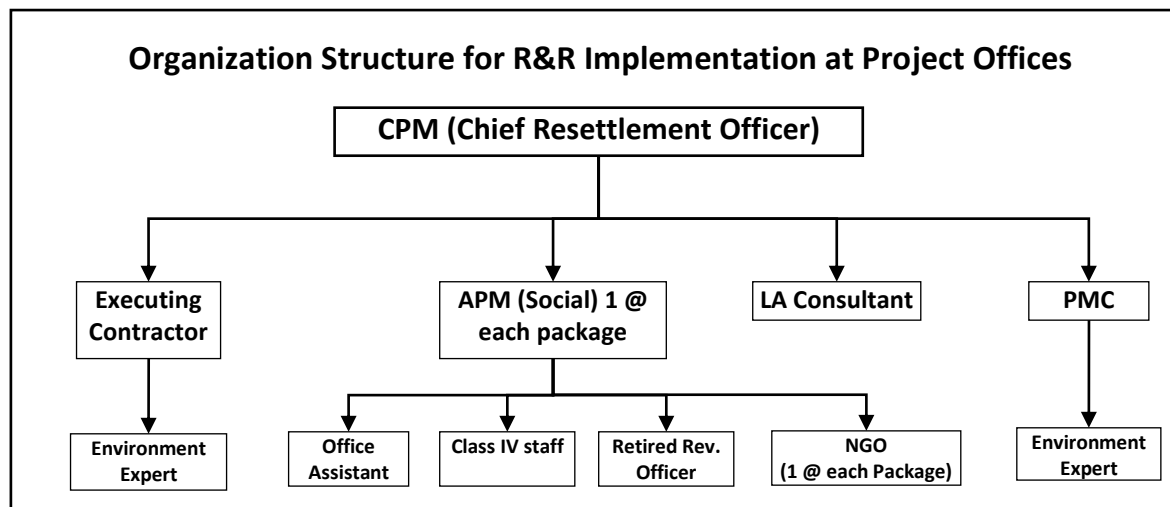 Organization Structure for R&R Implementation at Project Offices
CPM (Chief Resettlement Officer)
Executing
Contractor
APM (Social) 1 @
each package
LA Consultant
PMC
Environment
Expert
Office
Assistant
Class IV staff
Retired Rev.
Officer
NGO
(1 @ each Package)
Environment
Expert